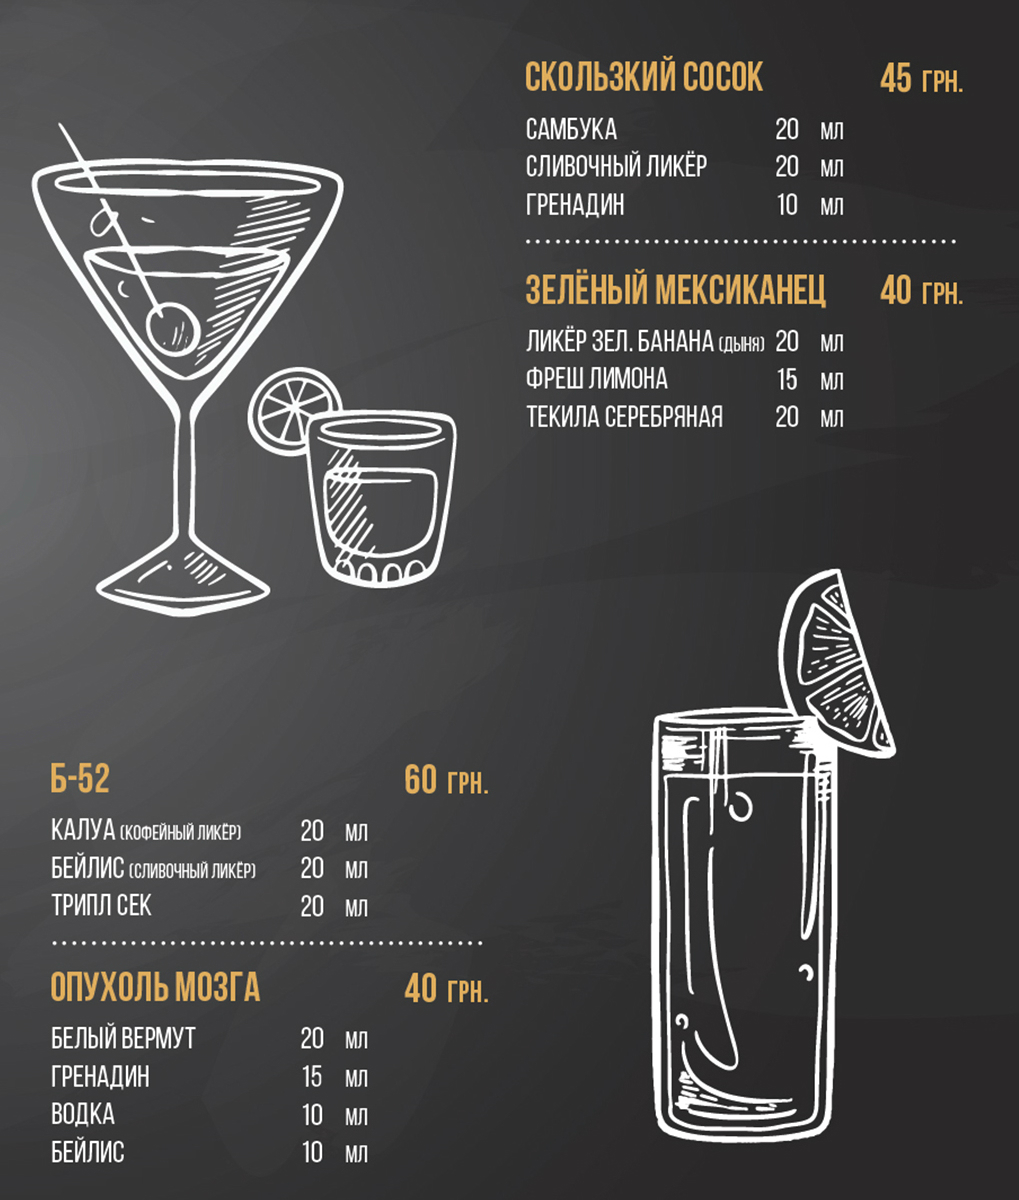 СКОЛЬЗКИЙ СОСОК 45 ГРН.
САМБУКА 20 МЛ
СЛИВОЧНЫЙ ЛИКЁР 20 МЛ
ГРЕНАДИН 10 МЛ
ЗЕЛЁНЫЙ МЕКСИКАНЕЦ 40 ГРН.
ЛИКЁР ЗЕЛ. БАНАНА (ДЫНЯ) 20 МЛ
ФРЕШ ЛИМОНА 15 МЛ
ТЕКИЛА СЕРЕБРЯНАЯ 20 МЛ
Б-52 60 ГРН.
КАЛУА (КОФЕЙНЫЙ ЛИКЁР) 20 МЛ
БЕЙЛИС (СЛИВОЧНЫЙ ЛИКЁР) 20 МЛ
ТРИПЛ СЕК 20 МЛ
ОПУХОЛЬ МОЗГА 40 ГРН.
БЕЛЫЙ ВЕРМУТ 20 МЛ
ГРЕНАДИН 15 МЛ
ВОДКА 10 МЛ
БЕЙЛИС 10 МЛ